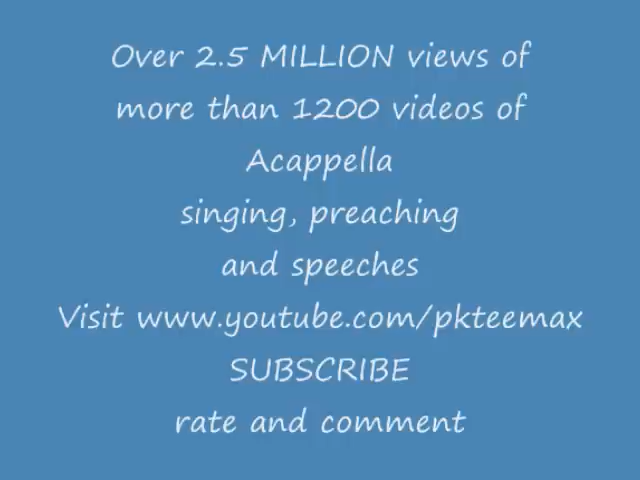 Over 2.5 MILLION views of
more than 1200 videos of
Acappella
singing, preaching
and speeches
Visit www.youtube.com/pkteemax
SUBSCRIBE
rate and comment